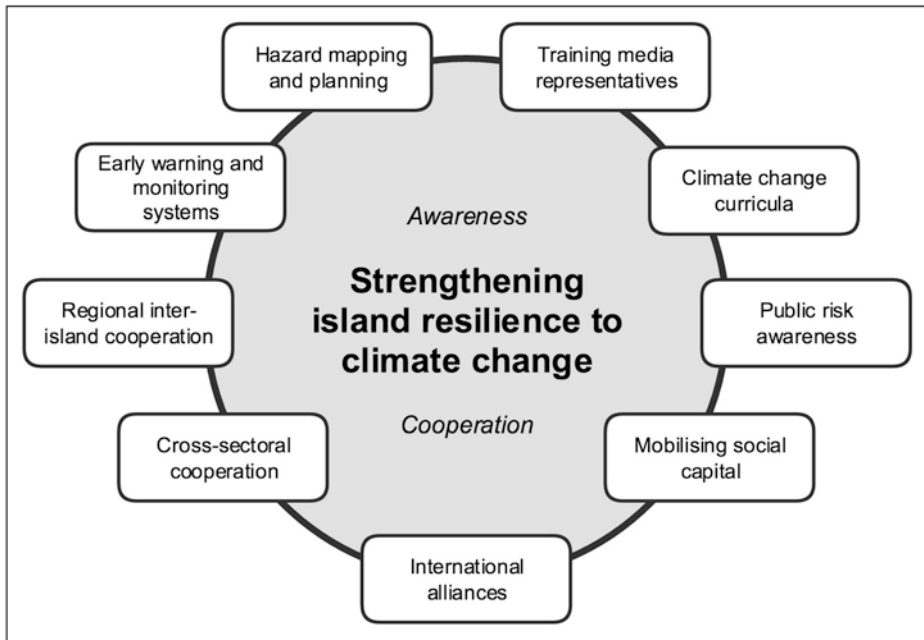 Hazard mapping
and planning
Training media
representatives
Early warning and
monitoring
systems
Climate change
curricula
Awareness
Strengthening
island resilience to
climate change
Regional inter-
island cooperation
Public risk
awareness
Cooperation
Cross-sectoral
cooperation
Mobilising social
capital
International
alliances